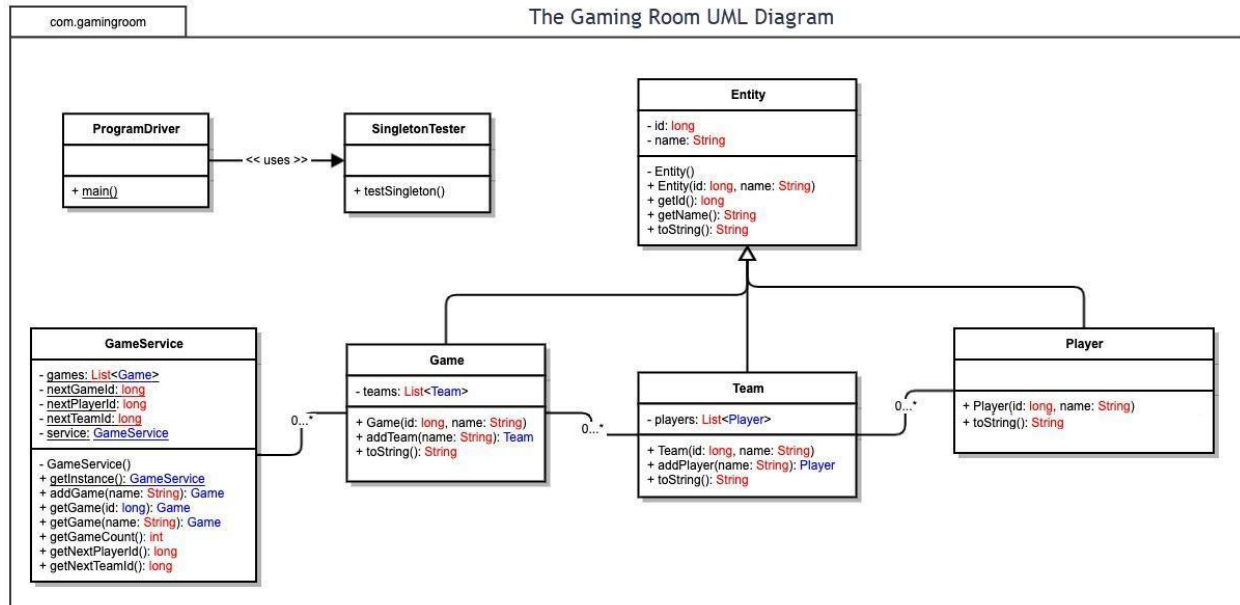 com.gamingroom
The Gaming Room UML Diagram
ProgramDriver
+ main()
<< uses >>
SingletonTester
+ testSingleton()
Entity
- id: long
- name: String
- Entity()
+ Entity(id: long, name: String)
+ getId(): long
+ getName(): String
+ toString(): String
GameService
- games: List<Game>
- nextGameId: long
- nextPlayerId: long
- nextTeamId: long
- service: GameService
- GameService()
+ getInstance(): GameService
+ addGame(name: String): Game
+ getGame(id: long): Game
+ getGame(name: String): Game
+ getGameCount(): int
+ getNextPlayerId(): long
+ getNextTeamId(): long
0...*
Game
- teams: List<Team>
+ Game(id: long, name: String)
+ addTeam(name: String): Team
+ toString(): String
0...*
Team
- players: List<Player>
+ Team(id: long, name: String)
+ addPlayer(name: String): Player
+ toString(): String
0...*
Player
+ Player(id: long, name: String)
+ toString(): String